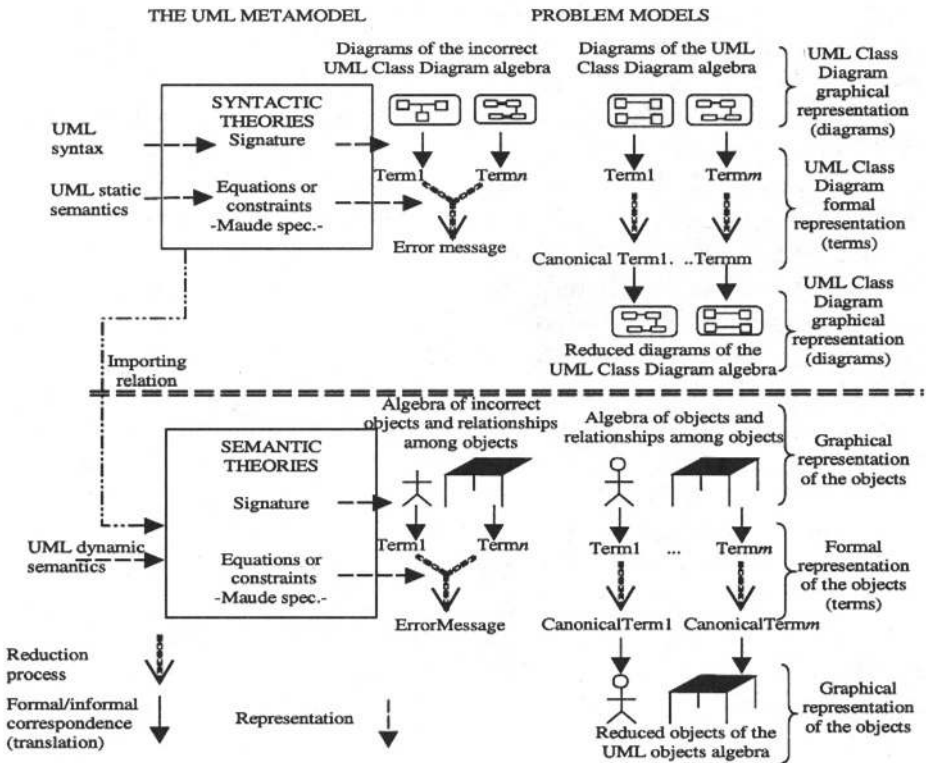 THE UML METAMODEL
PROBLEM MODELS
Diagrams of the incorrect
UML Class Diagram algebra
Diagrams of the UML
Class Diagram algebra
UML Class
Diagram
graphical
representation
(diagrams)
SYNTACTIC
THEORIES
Signature
UML
syntax
UML static
semantics
Equations or
constraints
-Maude spec.-
Term1
Termn
Error message
Term1
Termm
UML Class
Diagram
formal
representation
(terms)
Canonical Term1. ..Termm
UML Class
Diagram
graphical
representation
(diagrams)
Reduced diagrams of the
UML Class Diagram algebra
Importing
relation
Algebra of incorrect
objects and relationships
among objects
Algebra of objects and
relationships among objects
Graphical
representation
of the objects
SEMANTIC
THEORIES
Signature
UML dynamic
semantics
Equations or
constraints
-Maude spec.-
Term1
Termn
ErrorMessage
Term1 ... Termm
Formal
representation
of the objects
(terms)
CanonicalTerm1 CanonicalTermm
Reduction
process
Formal/informal
correspondence
(translation)
Representation
Reduced objects of the
UML objects algebra
Graphical
representation
of the objects